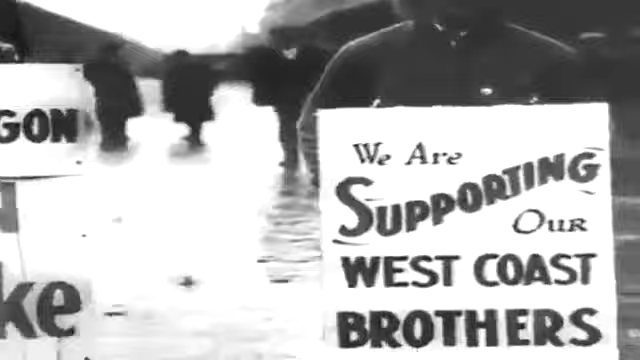 GON
ke
We Are
SUPPORTING
OUR
WEST COAST
BROTHERS